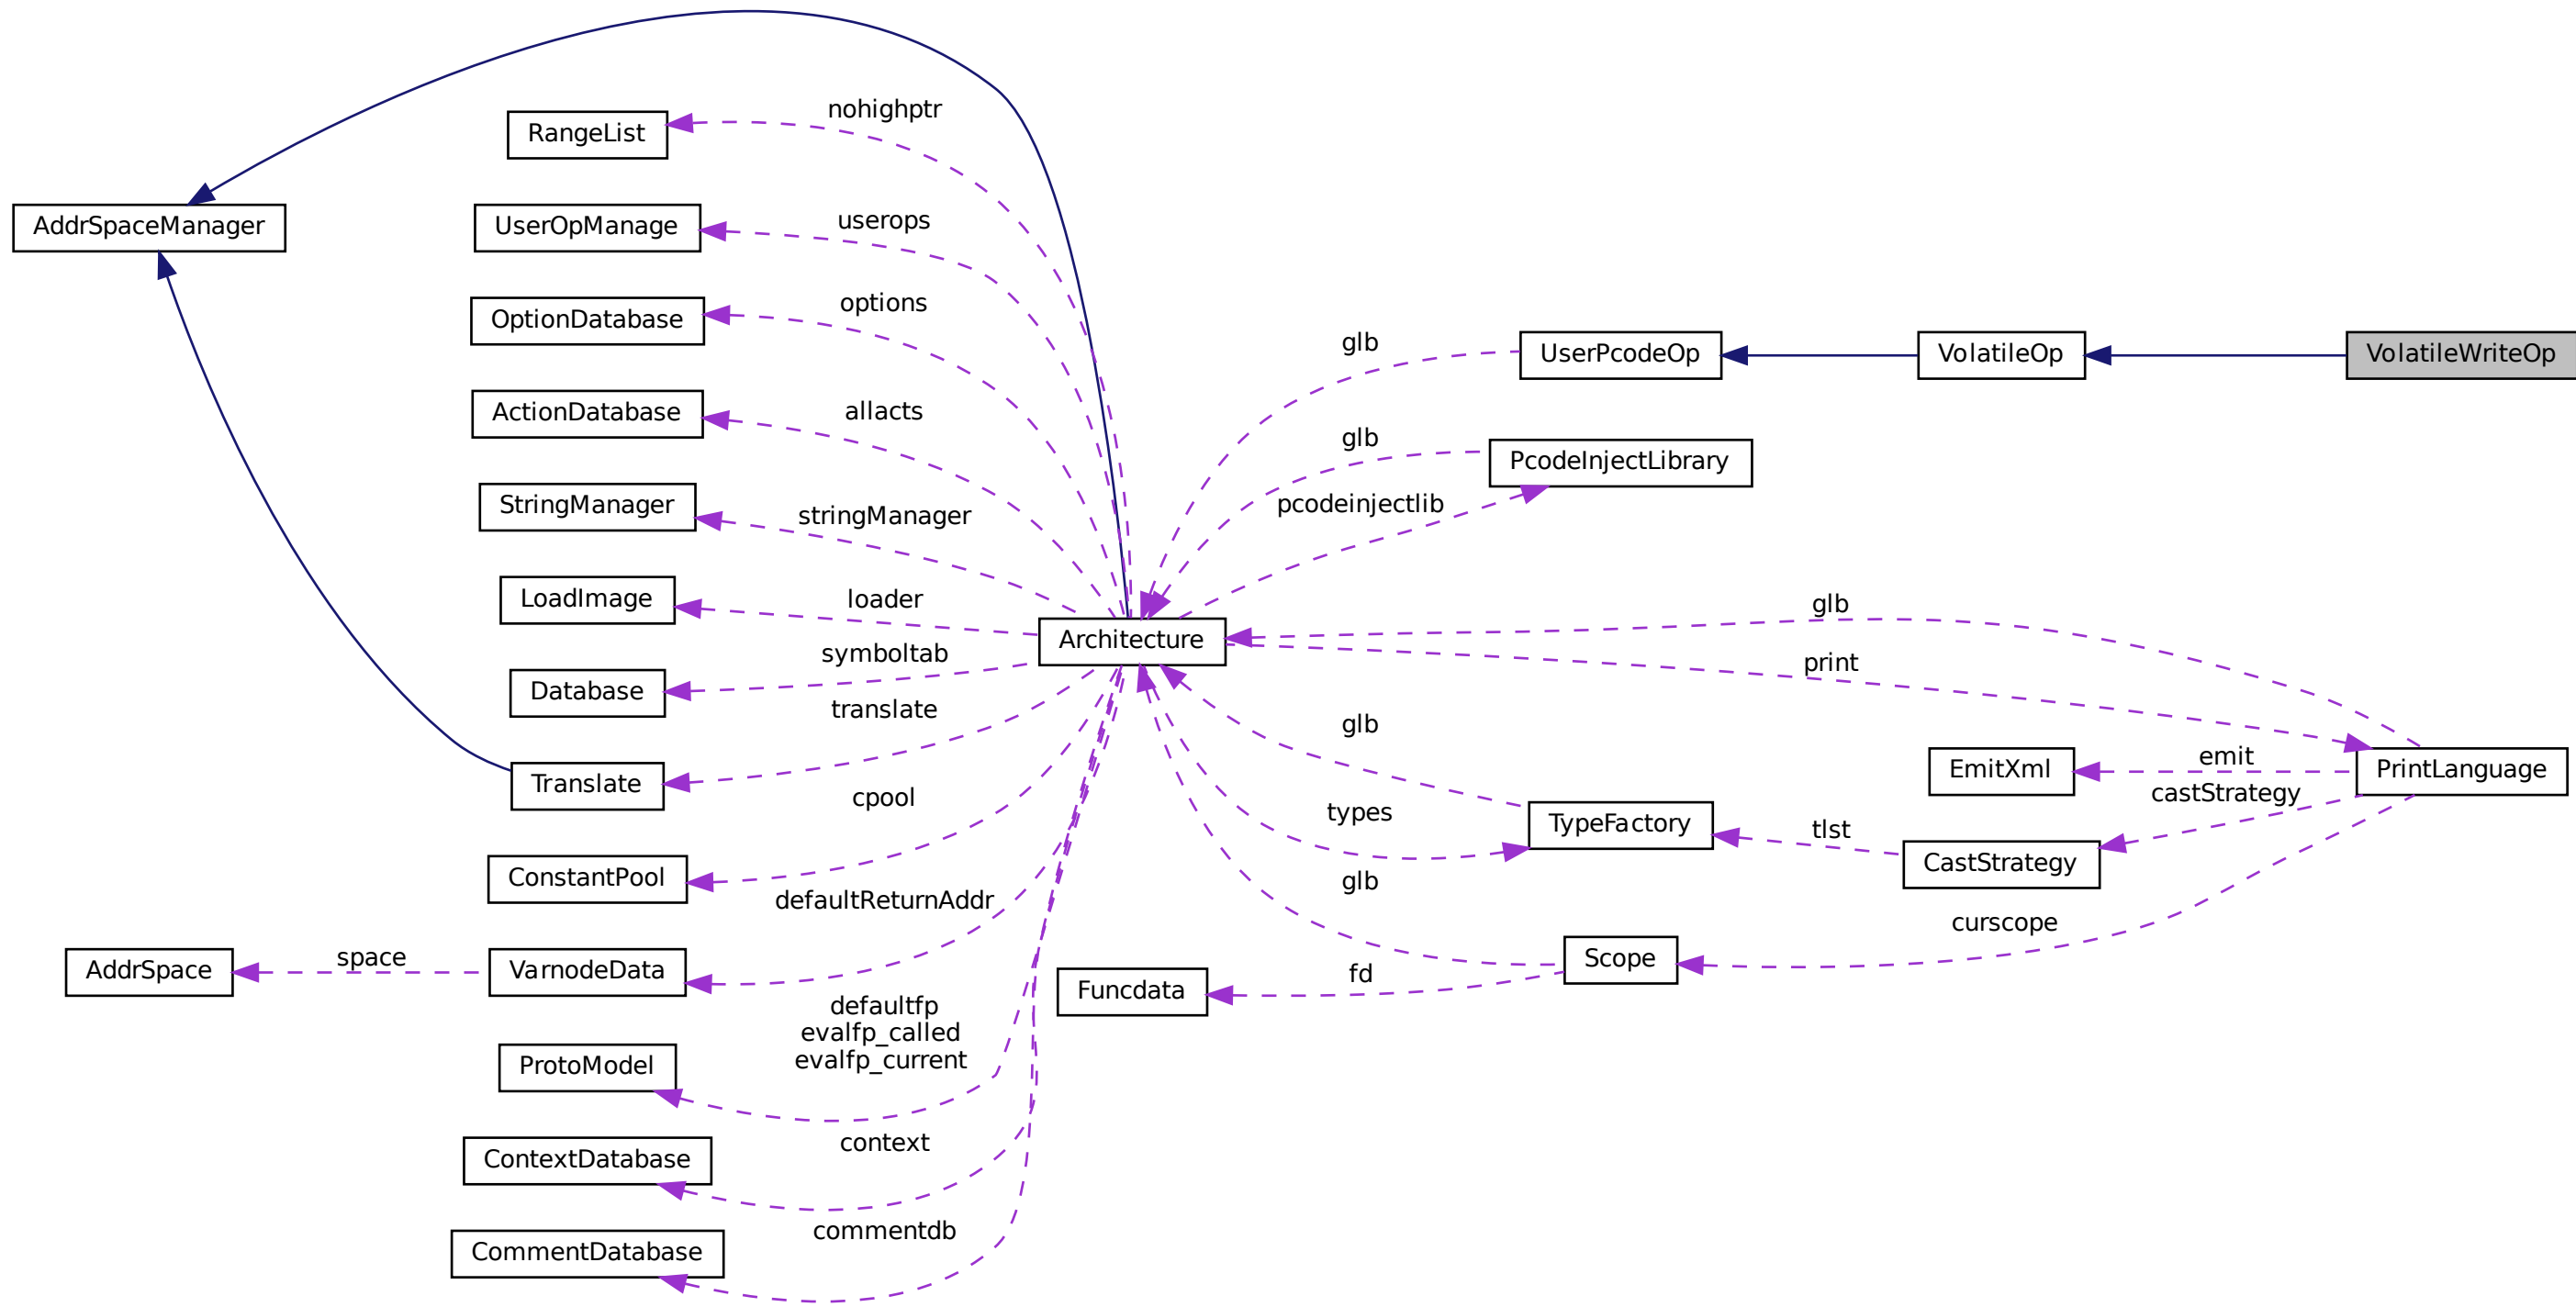 nohighptr
RangeList
userops
AddrSpaceManager
UserOpManage
options
OptionDatabase
glb
UserPcodeOp
VolatileOp
VolatileWriteOp
allacts
ActionDatabase
glb
PcodeInjectLibrary
pcodeinjectlib
StringManager
stringManager
LoadImage
loader
glb
Architecture
symboltab
print
Database
translate
glb
emit
EmitXml
PrintLanguage
castStrategy
Translate
cpool
types
TypeFactory
tlst
CastStrategy
ConstantPool
glb
defaultReturnAddr
curscope
space
Scope
AddrSpace
VarnodeData
fd
Funcdata
defaultfp
evalfp_called
evalfp_current
ProtoModel
context
ContextDatabase
commentdb
CommentDatabase